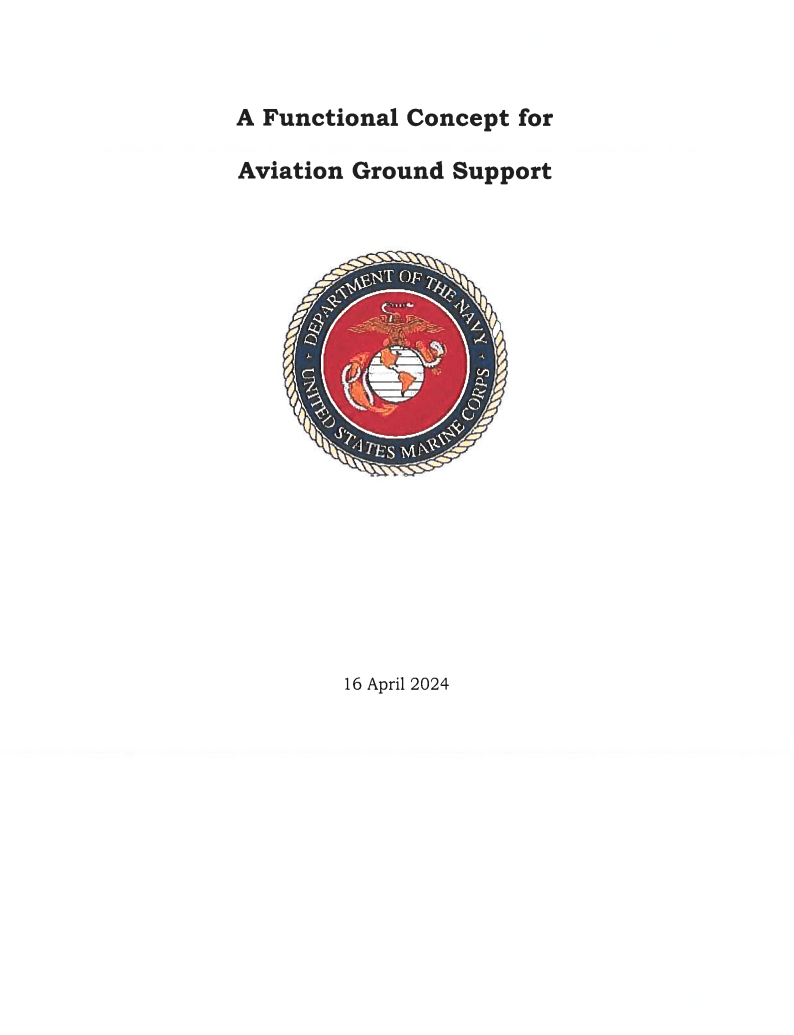 A Functional Concept for
Aviation Ground Support
DEPARTMENT OF THE NAVY
UNITED STATES MARINE CORPS
16 April 2024